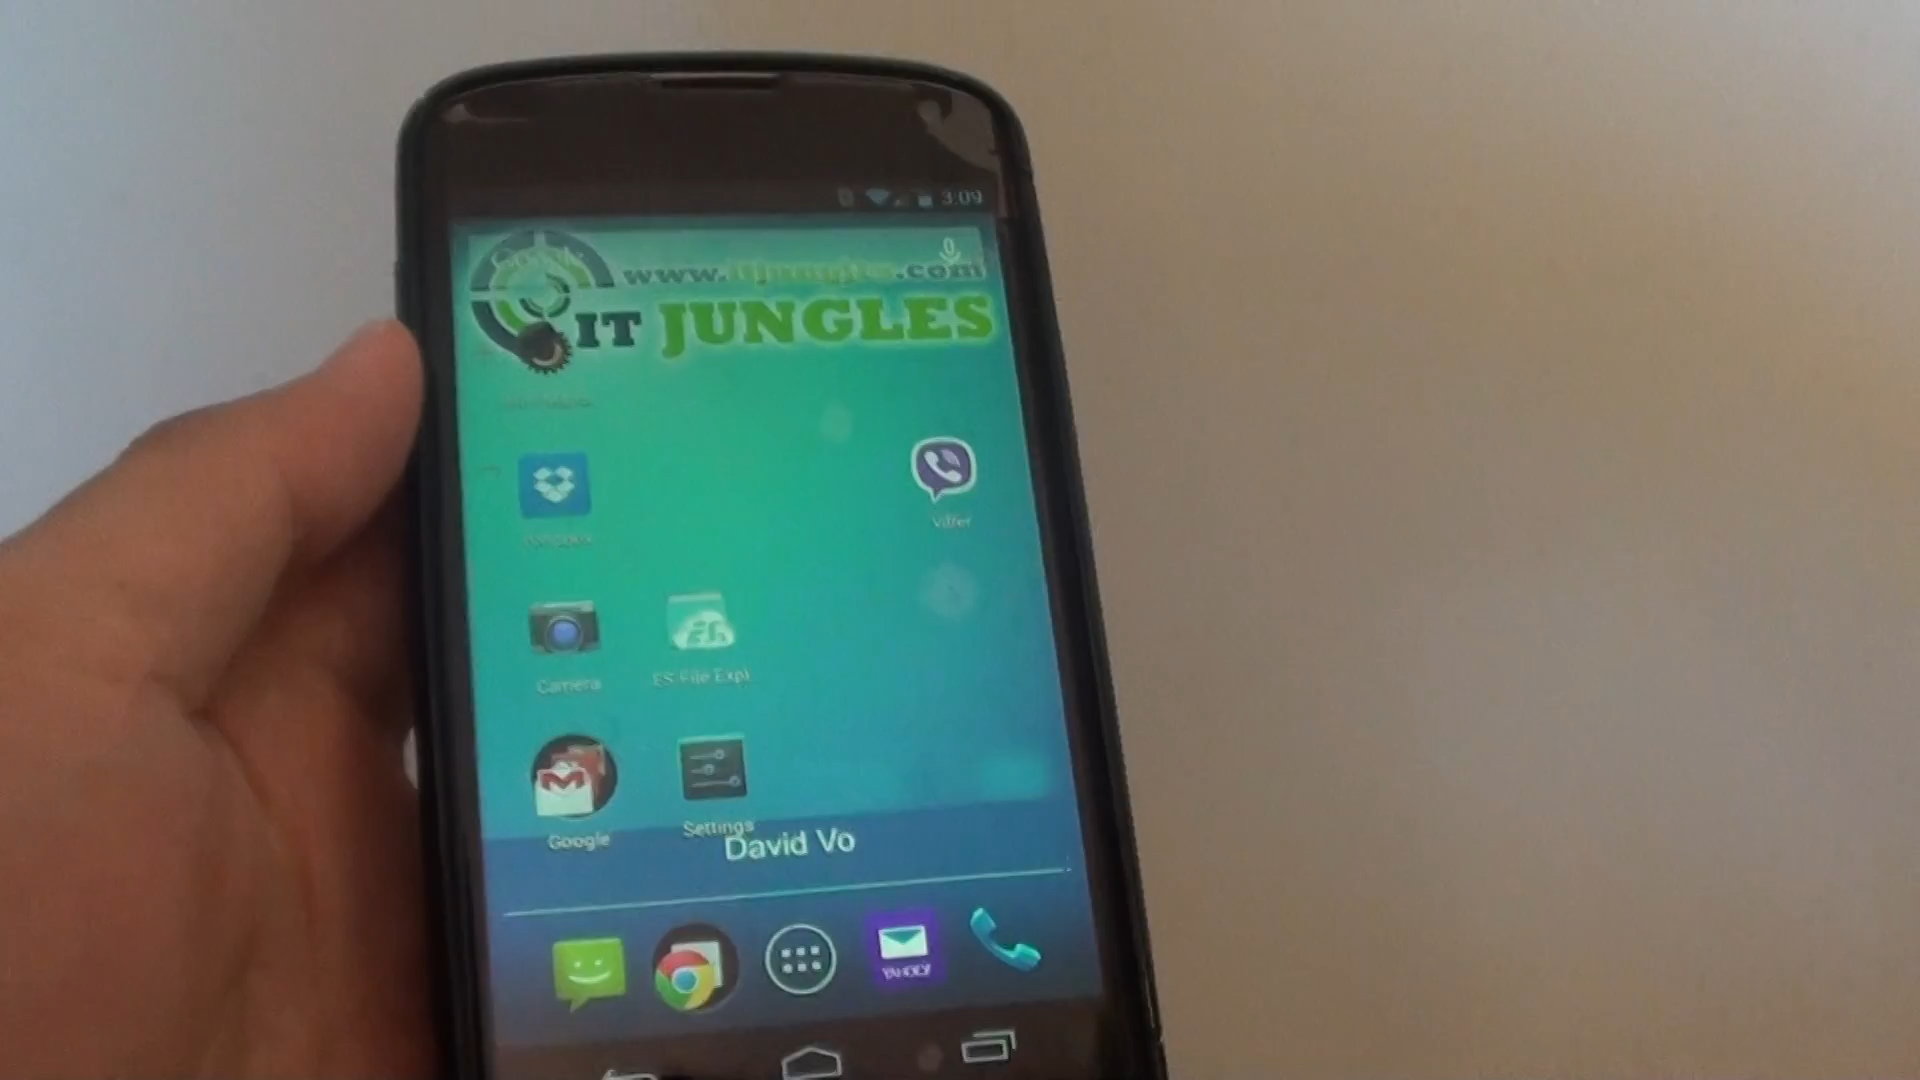 3:09
www.itjungles.com
IT JUNGLES
Viber
Camera
ES File Expl
Google
Settings
David Vo
YAHOO!